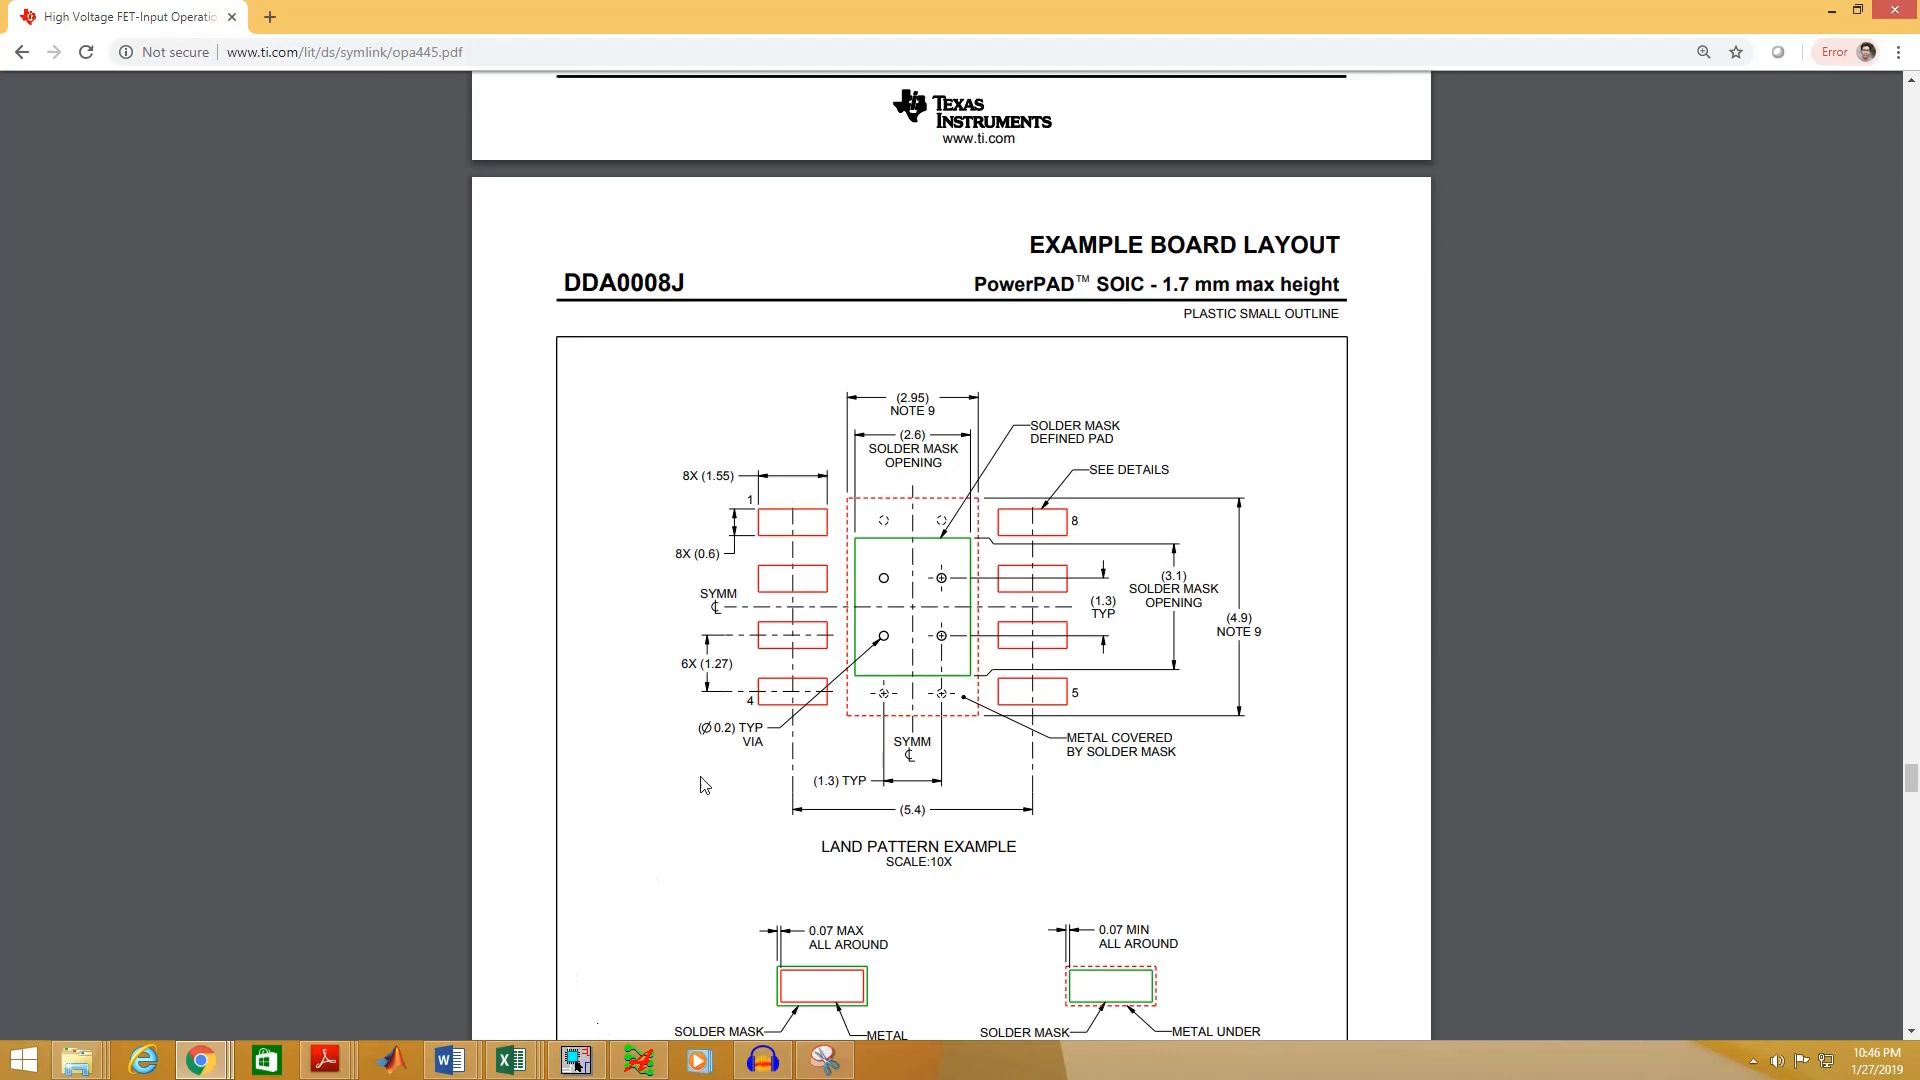 High Voltage FET-Input Operatio
Not secure
www.ti.com/lit/ds/symlink/opa445.pdf
Error
TEXAS
INSTRUMENTS
www.ti.com
EXAMPLE BOARD LAYOUT
DDA0008J
PowerPAD™ SOIC - 1.7 mm max height
PLASTIC SMALL OUTLINE
(2.95)
NOTE 9
(2.6)
SOLDER MASK
OPENING
SOLDER MASK
DEFINED PAD
SEE DETAILS
8X (1.55)
1
8
8X (0.6)
SYMM
℄
(1.3)
TYP
(3.1)
SOLDER MASK
OPENING
(4.9)
NOTE 9
6X (1.27)
4
5
(Ø 0.2) TYP
VIA
SYMM
℄
METAL COVERED
BY SOLDER MASK
(1.3) TYP
(5.4)
LAND PATTERN EXAMPLE
SCALE:10X
0.07 MAX
ALL AROUND
0.07 MIN
ALL AROUND
SOLDER MASK
METAL
SOLDER MASK
METAL UNDER
10:46 PM
1/27/2019